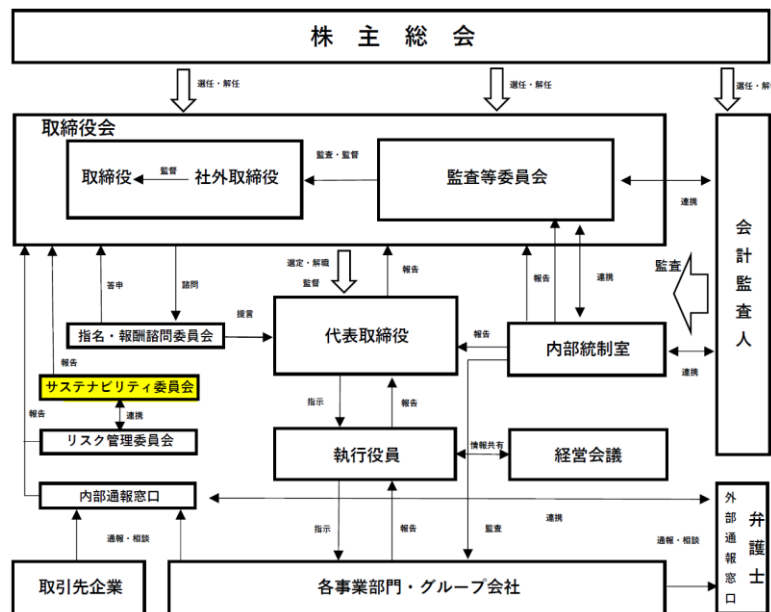 株 主 総 会
選任・解任
選任・解任
選任・解任
取締役会
取締役
監督
社外取締役
監査・監督
監査等委員会
連携
会計監査人
監査
答申
諮問
選定・解職
監督
報告
報告
連携
提言
指名・報酬諮問委員会
代表取締役
報告
内部統制室
連携
報告
サステナビリティ委員会
報告
連携
リスク管理委員会
指示
報告
執行役員
情報共有
経営会議
内部通報窓口
連携
通報・相談
指示
報告
監査
通報・相談
外部通報窓口
弁護士
取引先企業
各事業部門・グループ会社